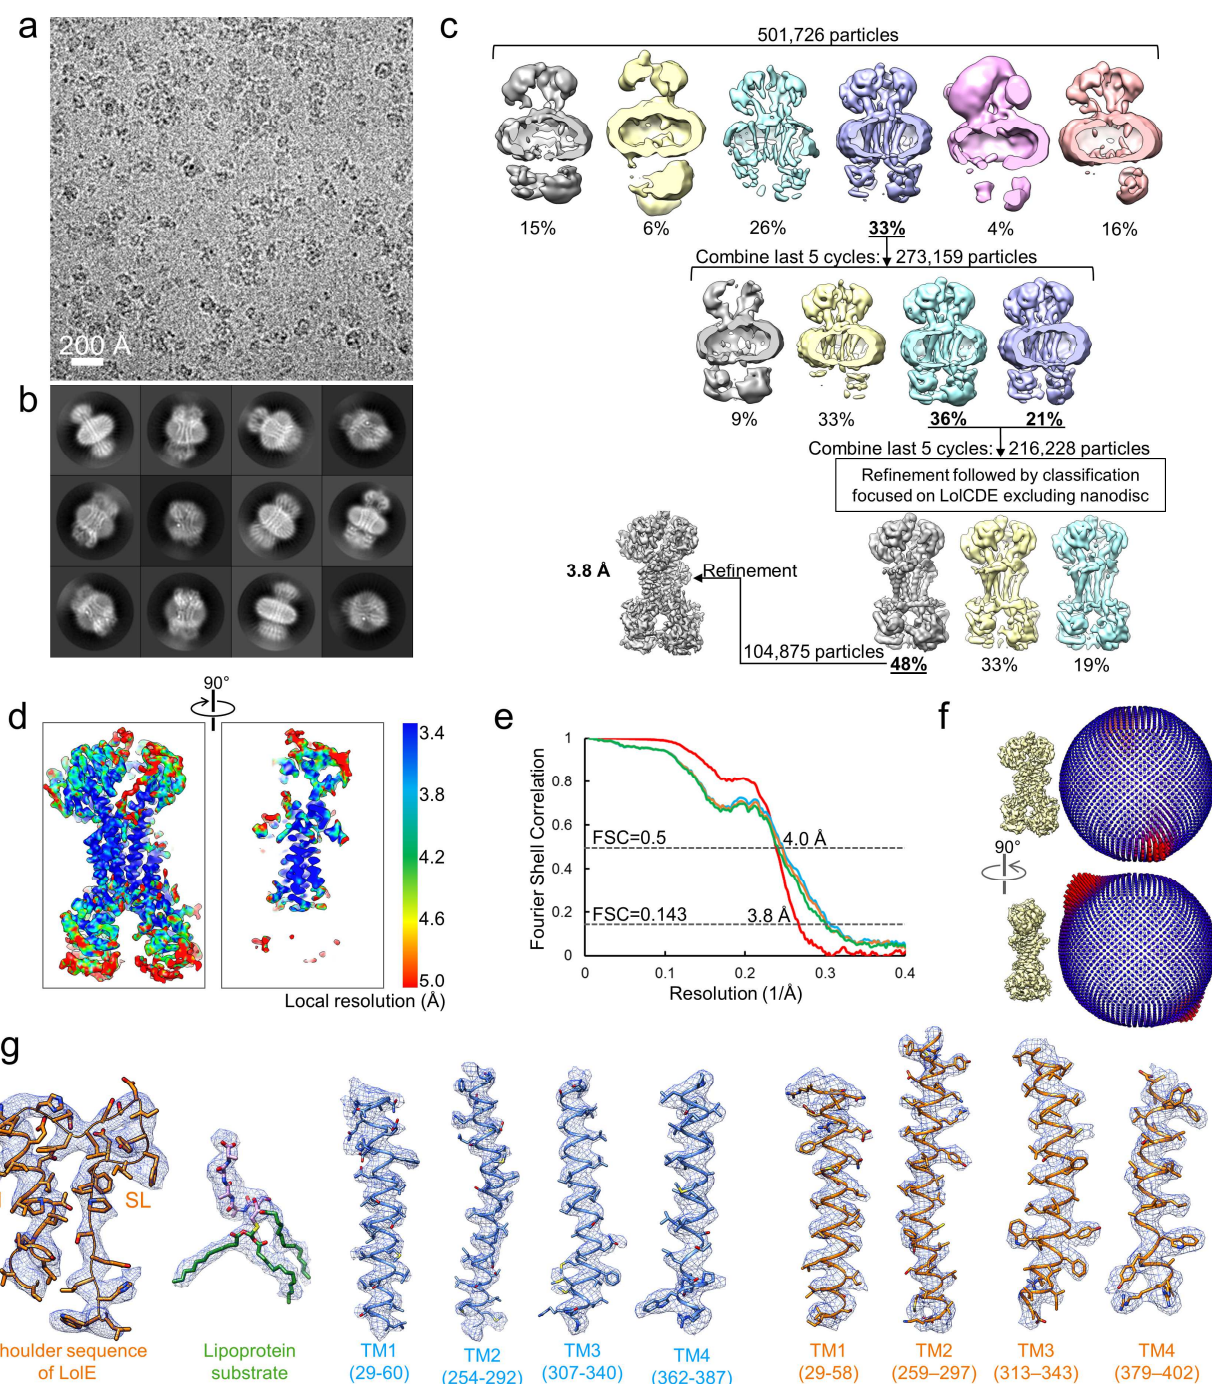 a
200 Å
b
c
501,726 particles
15%
6%
26%
33%
4%
16%
Combine last 5 cycles: 273,159 particles
9%
33%
36%
21%
Combine last 5 cycles: 216,228 particles
Refinement followed by classification
focused on LolCDE excluding nanodisc
3.8 Å
Refinement
104,875 particles
48%
33%
19%
d
90°
3.4
3.8
4.2
4.6
5.0
Local resolution (Å)
e
Fourier Shell Correlation
1
0.8
0.6
0.4
0.2
0
FSC=0.5
4.0 Å
FSC=0.143
3.8 Å
0
0.1
0.2
0.3
0.4
Resolution (1/Å)
f
90°
g
SL
houlder sequence
of LolE
Lipoprotein
substrate
TM1
(29-60)
TM2
(254-292)
TM3
(307-340)
TM4
(362-387)
TM1
(29-58)
TM2
(259–297)
TM3
(313–343)
TM4
(379–402)